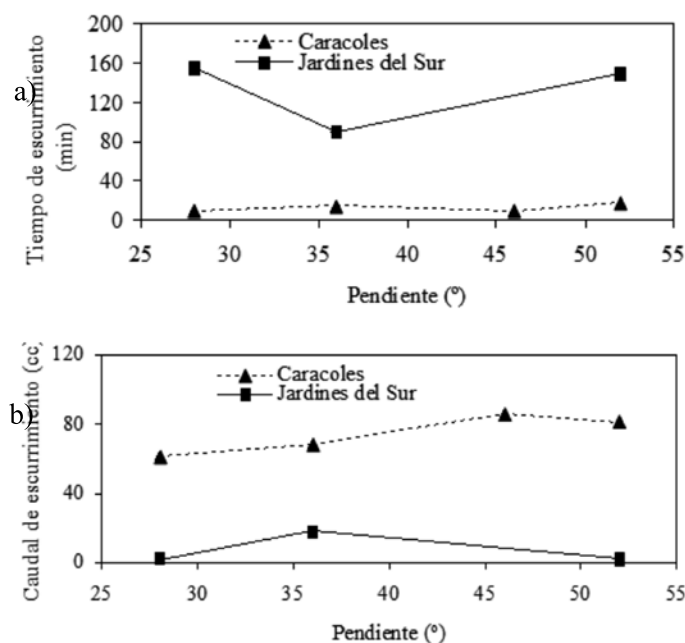 a)
Tiempo de escurrimiento
(min)
200
160
120
80
40
0
Caracoles
Jardines del Sur
25 30 35 40 45 50 55
Pendiente (º)
b)
Caudal de escurrimiento (cc)
120
80
40
0
Caracoles
Jardines del Sur
25 30 35 40 45 50 55
Pendiente (º)